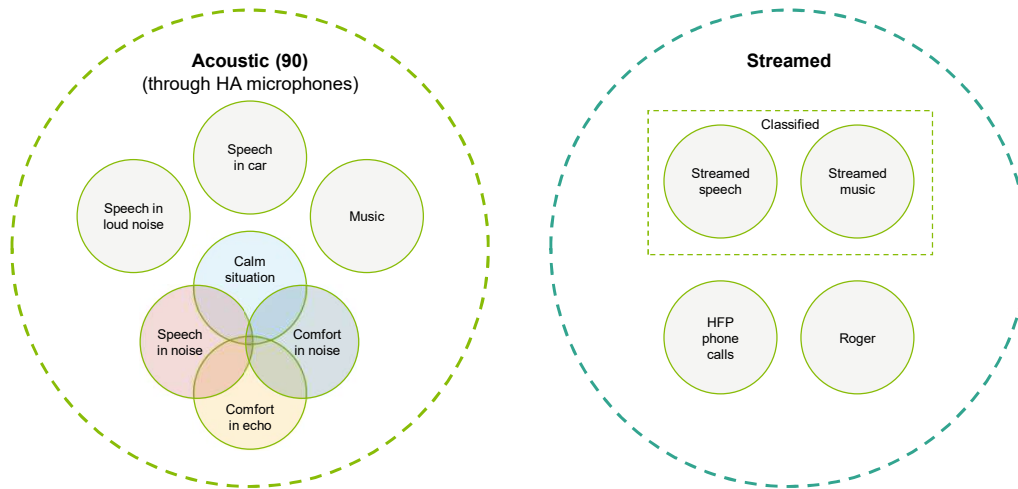 Acoustic (90)
(through HA microphones)
Speech
in car
Speech in
loud noise
Music
Calm
situation
Speech
in noise
Comfort
in noise
Comfort
in echo
Streamed
Classified
Streamed
speech
Streamed
music
HFP
phone
calls
Roger